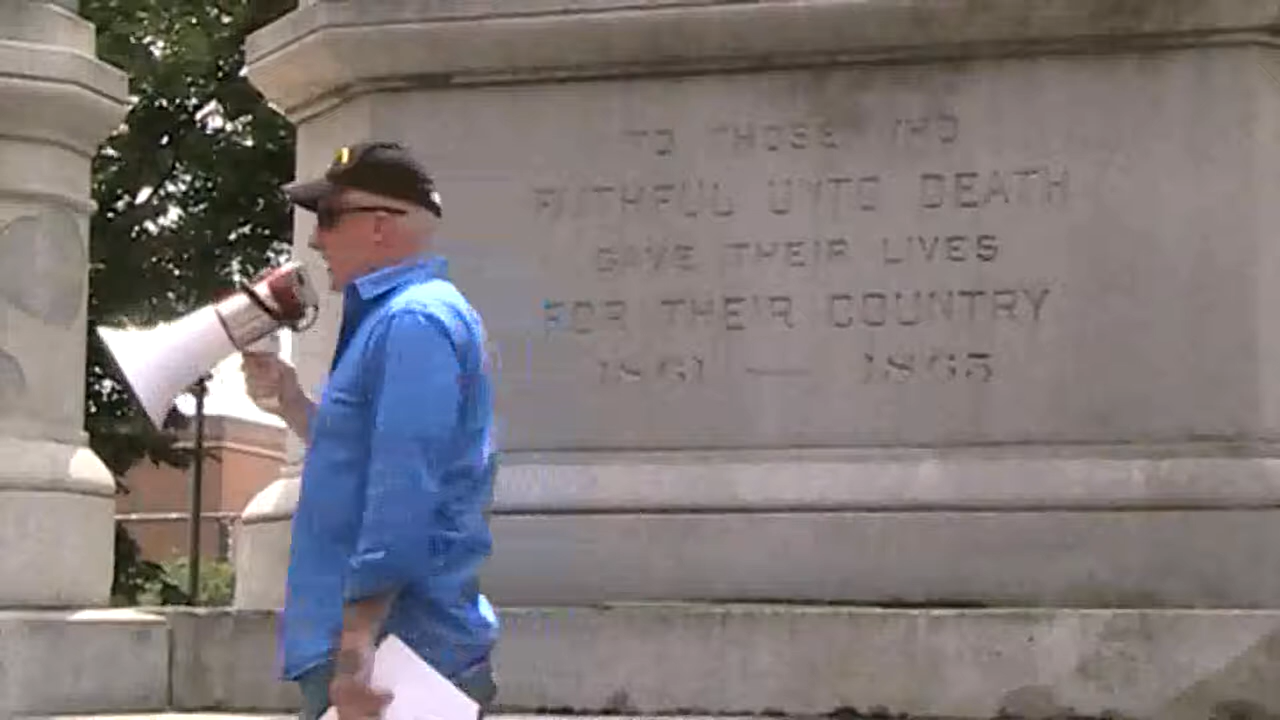 TO THOSE WHO
FAITHFUL UNTO DEATH
GAVE THEIR LIVES
FOR THEIR COUNTRY
1861 — 1865